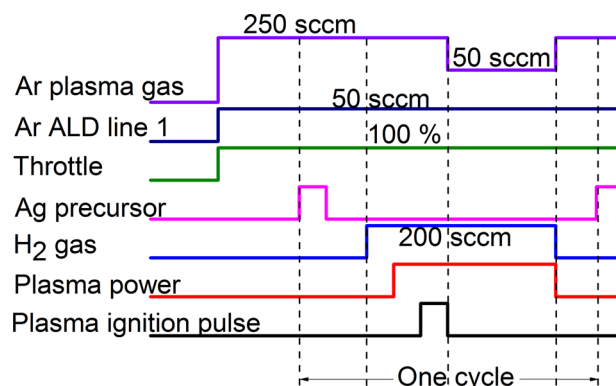 250 sccm
50 sccm
Ar plasma gas
50 sccm
Ar ALD line 1
100 %
Throttle
Ag precursor
H₂ gas
200 sccm
Plasma power
Plasma ignition pulse
One cycle